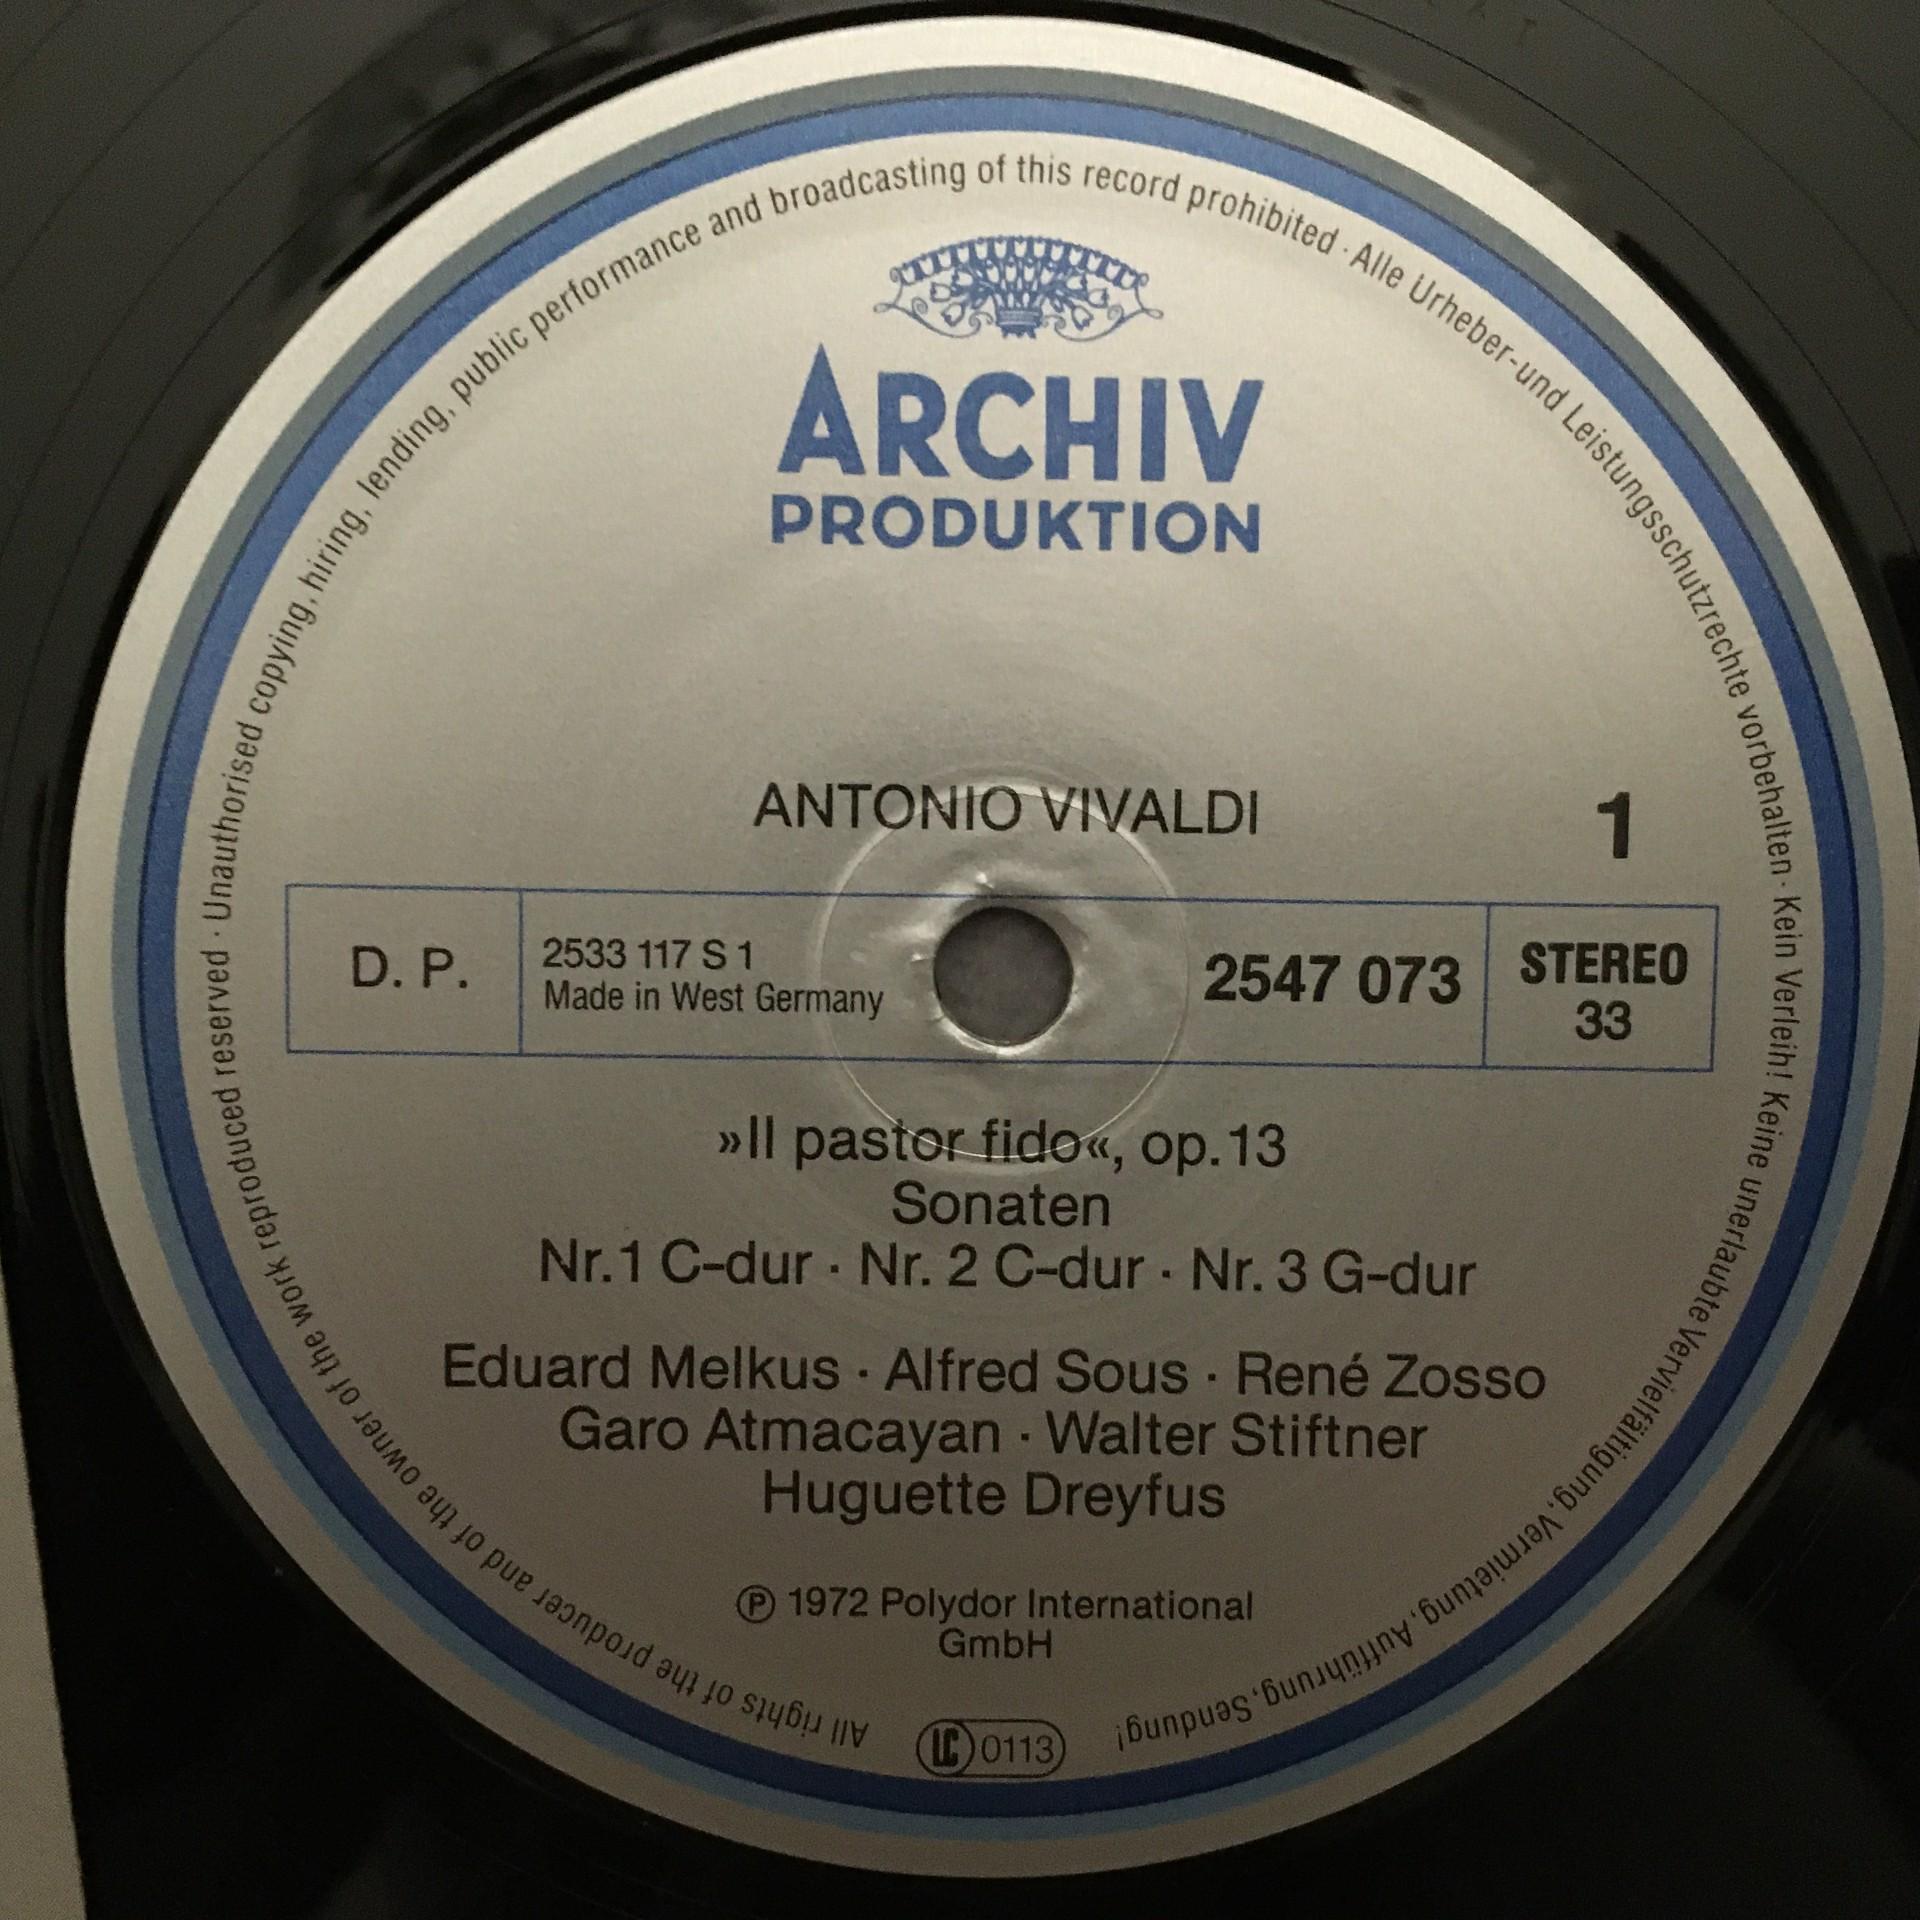 All rights of the producer and of the owner of the work reproduced reserved · Unauthorised copying, hiring, lending, public performance and broadcasting of this record prohibited · Alle Urheber- und Leistungsschutzrechte vorbehalten · Kein Verleih! Keine unerlaubte Vervielfältigung, Vermietung, Aufführung, Sendung!
ARCHIV
PRODUKTION
ANTONIO VIVALDI
1
D. P.
2533 117 S 1
Made in West Germany
2547 073
STEREO
33
»Il pastor fido«, op.13
Sonaten
Nr.1 C-dur · Nr. 2 C-dur · Nr. 3 G-dur
Eduard Melkus · Alfred Sous · René Zosso
Garo Atmacayan · Walter Stiftner
Huguette Dreyfus
Ⓟ 1972 Polydor International
GmbH
LC 0113